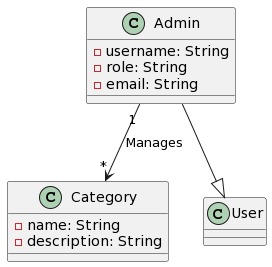 C Admin
username: String
role: String
email: String
1
Manages
*
C Category
name: String
description: String
C User